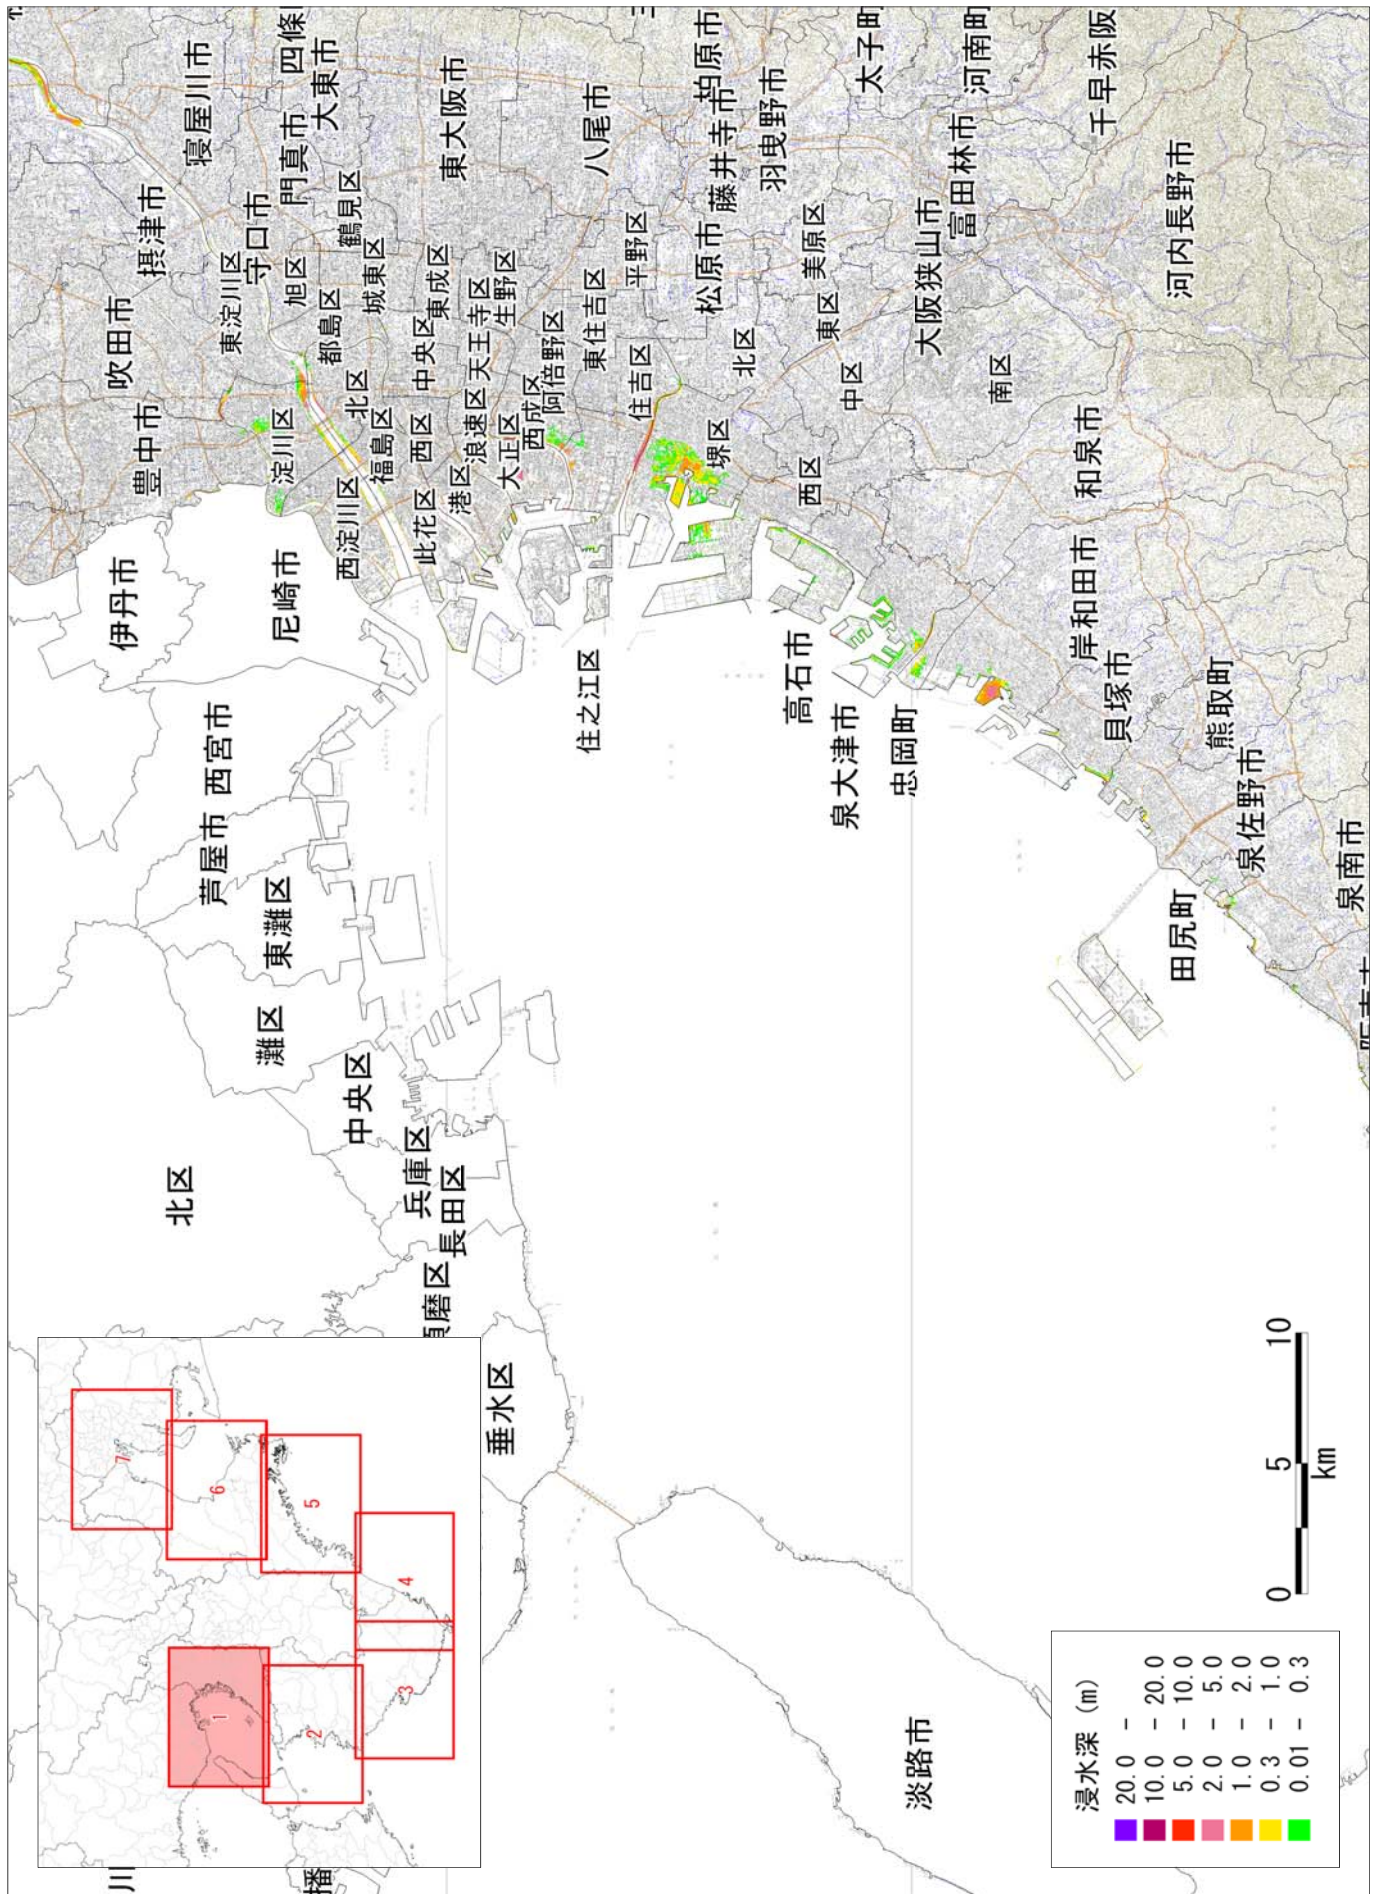 寝屋川市
四條
大東市
門真市
摂津市
守口市
鶴見区
東大阪市
八尾市
柏原市
藤井寺市
羽曳野市
太子町
河南町
千早赤阪
河内長野市
富田林市
大阪狭山市
美原区
松原市
平野区
生野区
東成区
城東区
旭区
東淀川区
吹田市
都島区
中央区
天王寺区
阿倍野区
東住吉区
住吉区
北区
東区
中区
南区
和泉市
豊中市
淀川区
北区
福島区
西区
浪速区
大正区
西成区
堺区
西区
伊丹市
尼崎市
西淀川区
此花区
港区
住之江区
高石市
泉大津市
忠岡町
岸和田市
貝塚市
熊取町
泉佐野市
泉南市
田尻町
西宮市
芦屋市
東灘区
灘区
中央区
北区
兵庫区
長田区
須磨区
垂水区
淡路市
川
播
1
2
3
4
5
6
7
0 5 10
km
浸水深 (m)
20.0 -
10.0 - 20.0
5.0 - 10.0
2.0 - 5.0
1.0 - 2.0
0.3 - 1.0
0.01 - 0.3